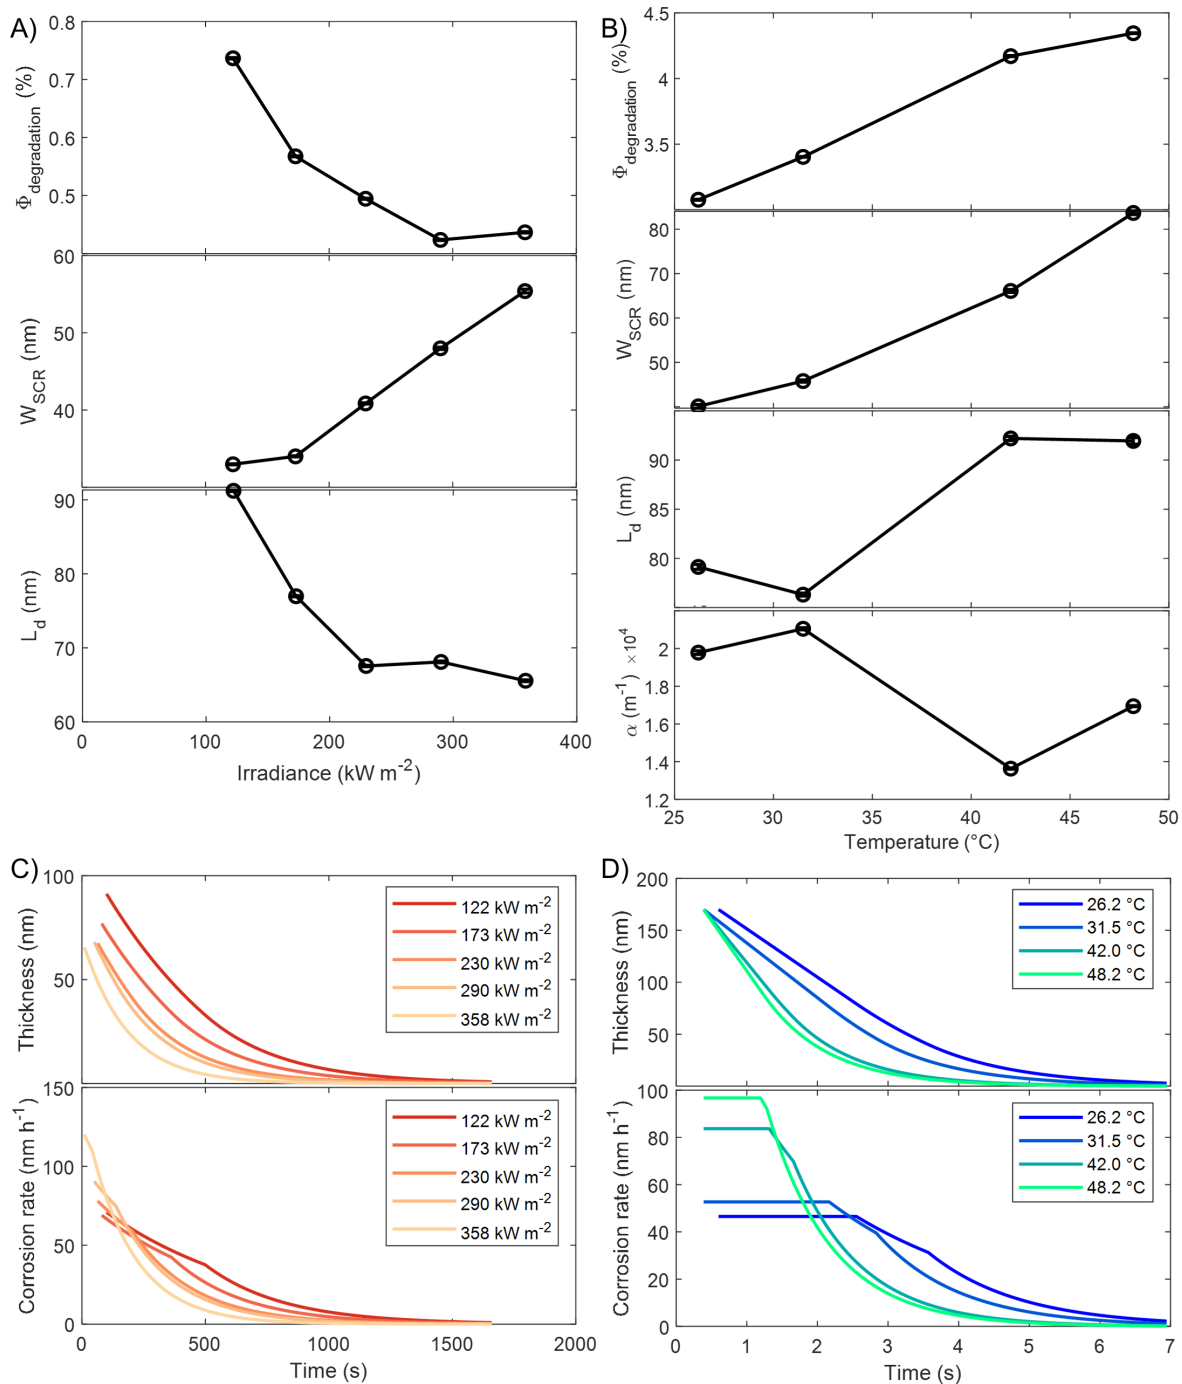 A)
Φdegradation (%)
0.8
0.7
0.6
0.5
WSCR (nm)
60
50
40
Ld (nm)
90
80
70
60
0 100 200 300 400
Irradiance (kW m-2)
B)
Φdegradation (%)
4.5
4
3.5
WSCR (nm)
80
70
60
50
Ld (nm)
90
85
80
α (m-1) ×104
2
1.8
1.6
1.4
1.2
25 30 35 40 45 50
Temperature (°C)
C)
Thickness (nm)
100
50
122 kW m-2
173 kW m-2
230 kW m-2
290 kW m-2
358 kW m-2
Corrosion rate (nm h-1)
150
100
50
0
122 kW m-2
173 kW m-2
230 kW m-2
290 kW m-2
358 kW m-2
0 500 1000 1500 2000
Time (s)
D)
Thickness (nm)
200
150
100
50
26.2 °C
31.5 °C
42.0 °C
48.2 °C
Corrosion rate (nm h-1)
100
80
60
40
20
0
26.2 °C
31.5 °C
42.0 °C
48.2 °C
0 1 2 3 4 5 6 7
Time (s)